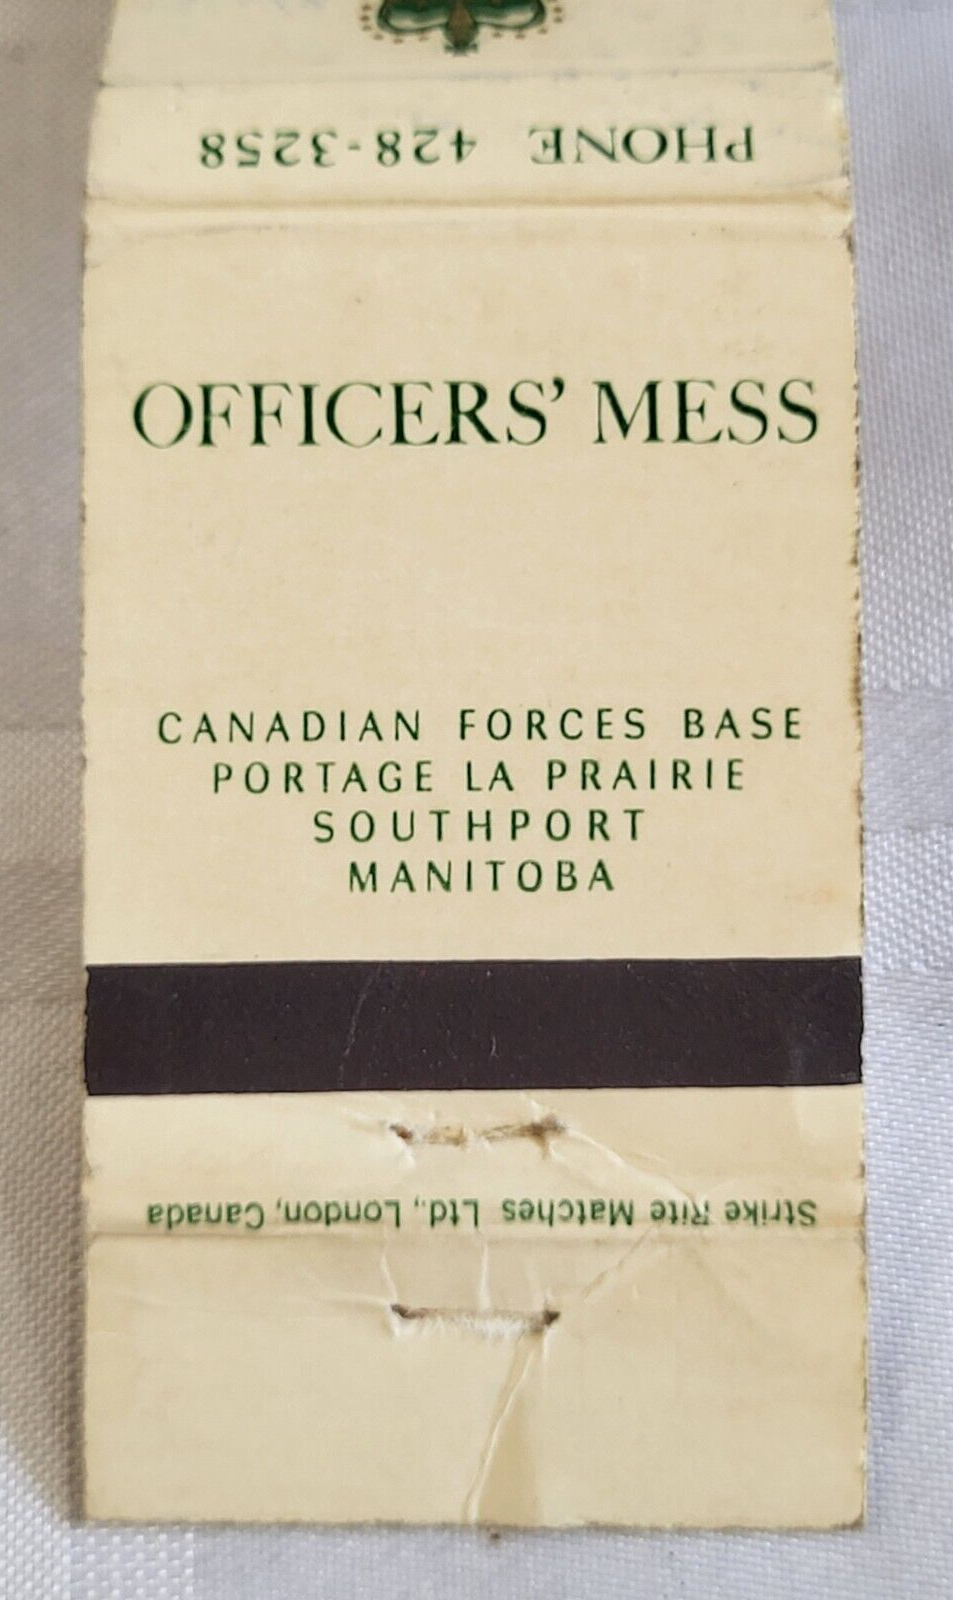 PHONE 428-3258
OFFICERS' MESS
CANADIAN FORCES BASE
PORTAGE LA PRAIRIE
SOUTHPORT
MANITOBA
Strike Rite Matches Ltd., London, Canada